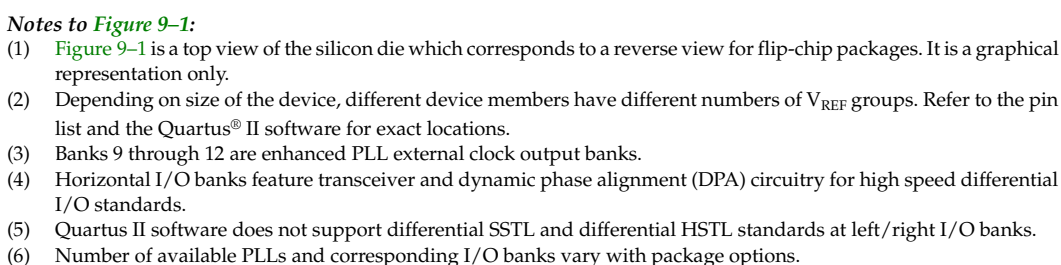 Notes to Figure 9–1:
(1) Figure 9–1 is a top view of the silicon die which corresponds to a reverse view for flip-chip packages. It is a graphical
representation only.
(2) Depending on size of the device, different device members have different numbers of VREF groups. Refer to the pin
list and the Quartus® II software for exact locations.
(3) Banks 9 through 12 are enhanced PLL external clock output banks.
(4) Horizontal I/O banks feature transceiver and dynamic phase alignment (DPA) circuitry for high speed differential
I/O standards.
(5) Quartus II software does not support differential SSTL and differential HSTL standards at left/right I/O banks.
(6) Number of available PLLs and corresponding I/O banks vary with package options.